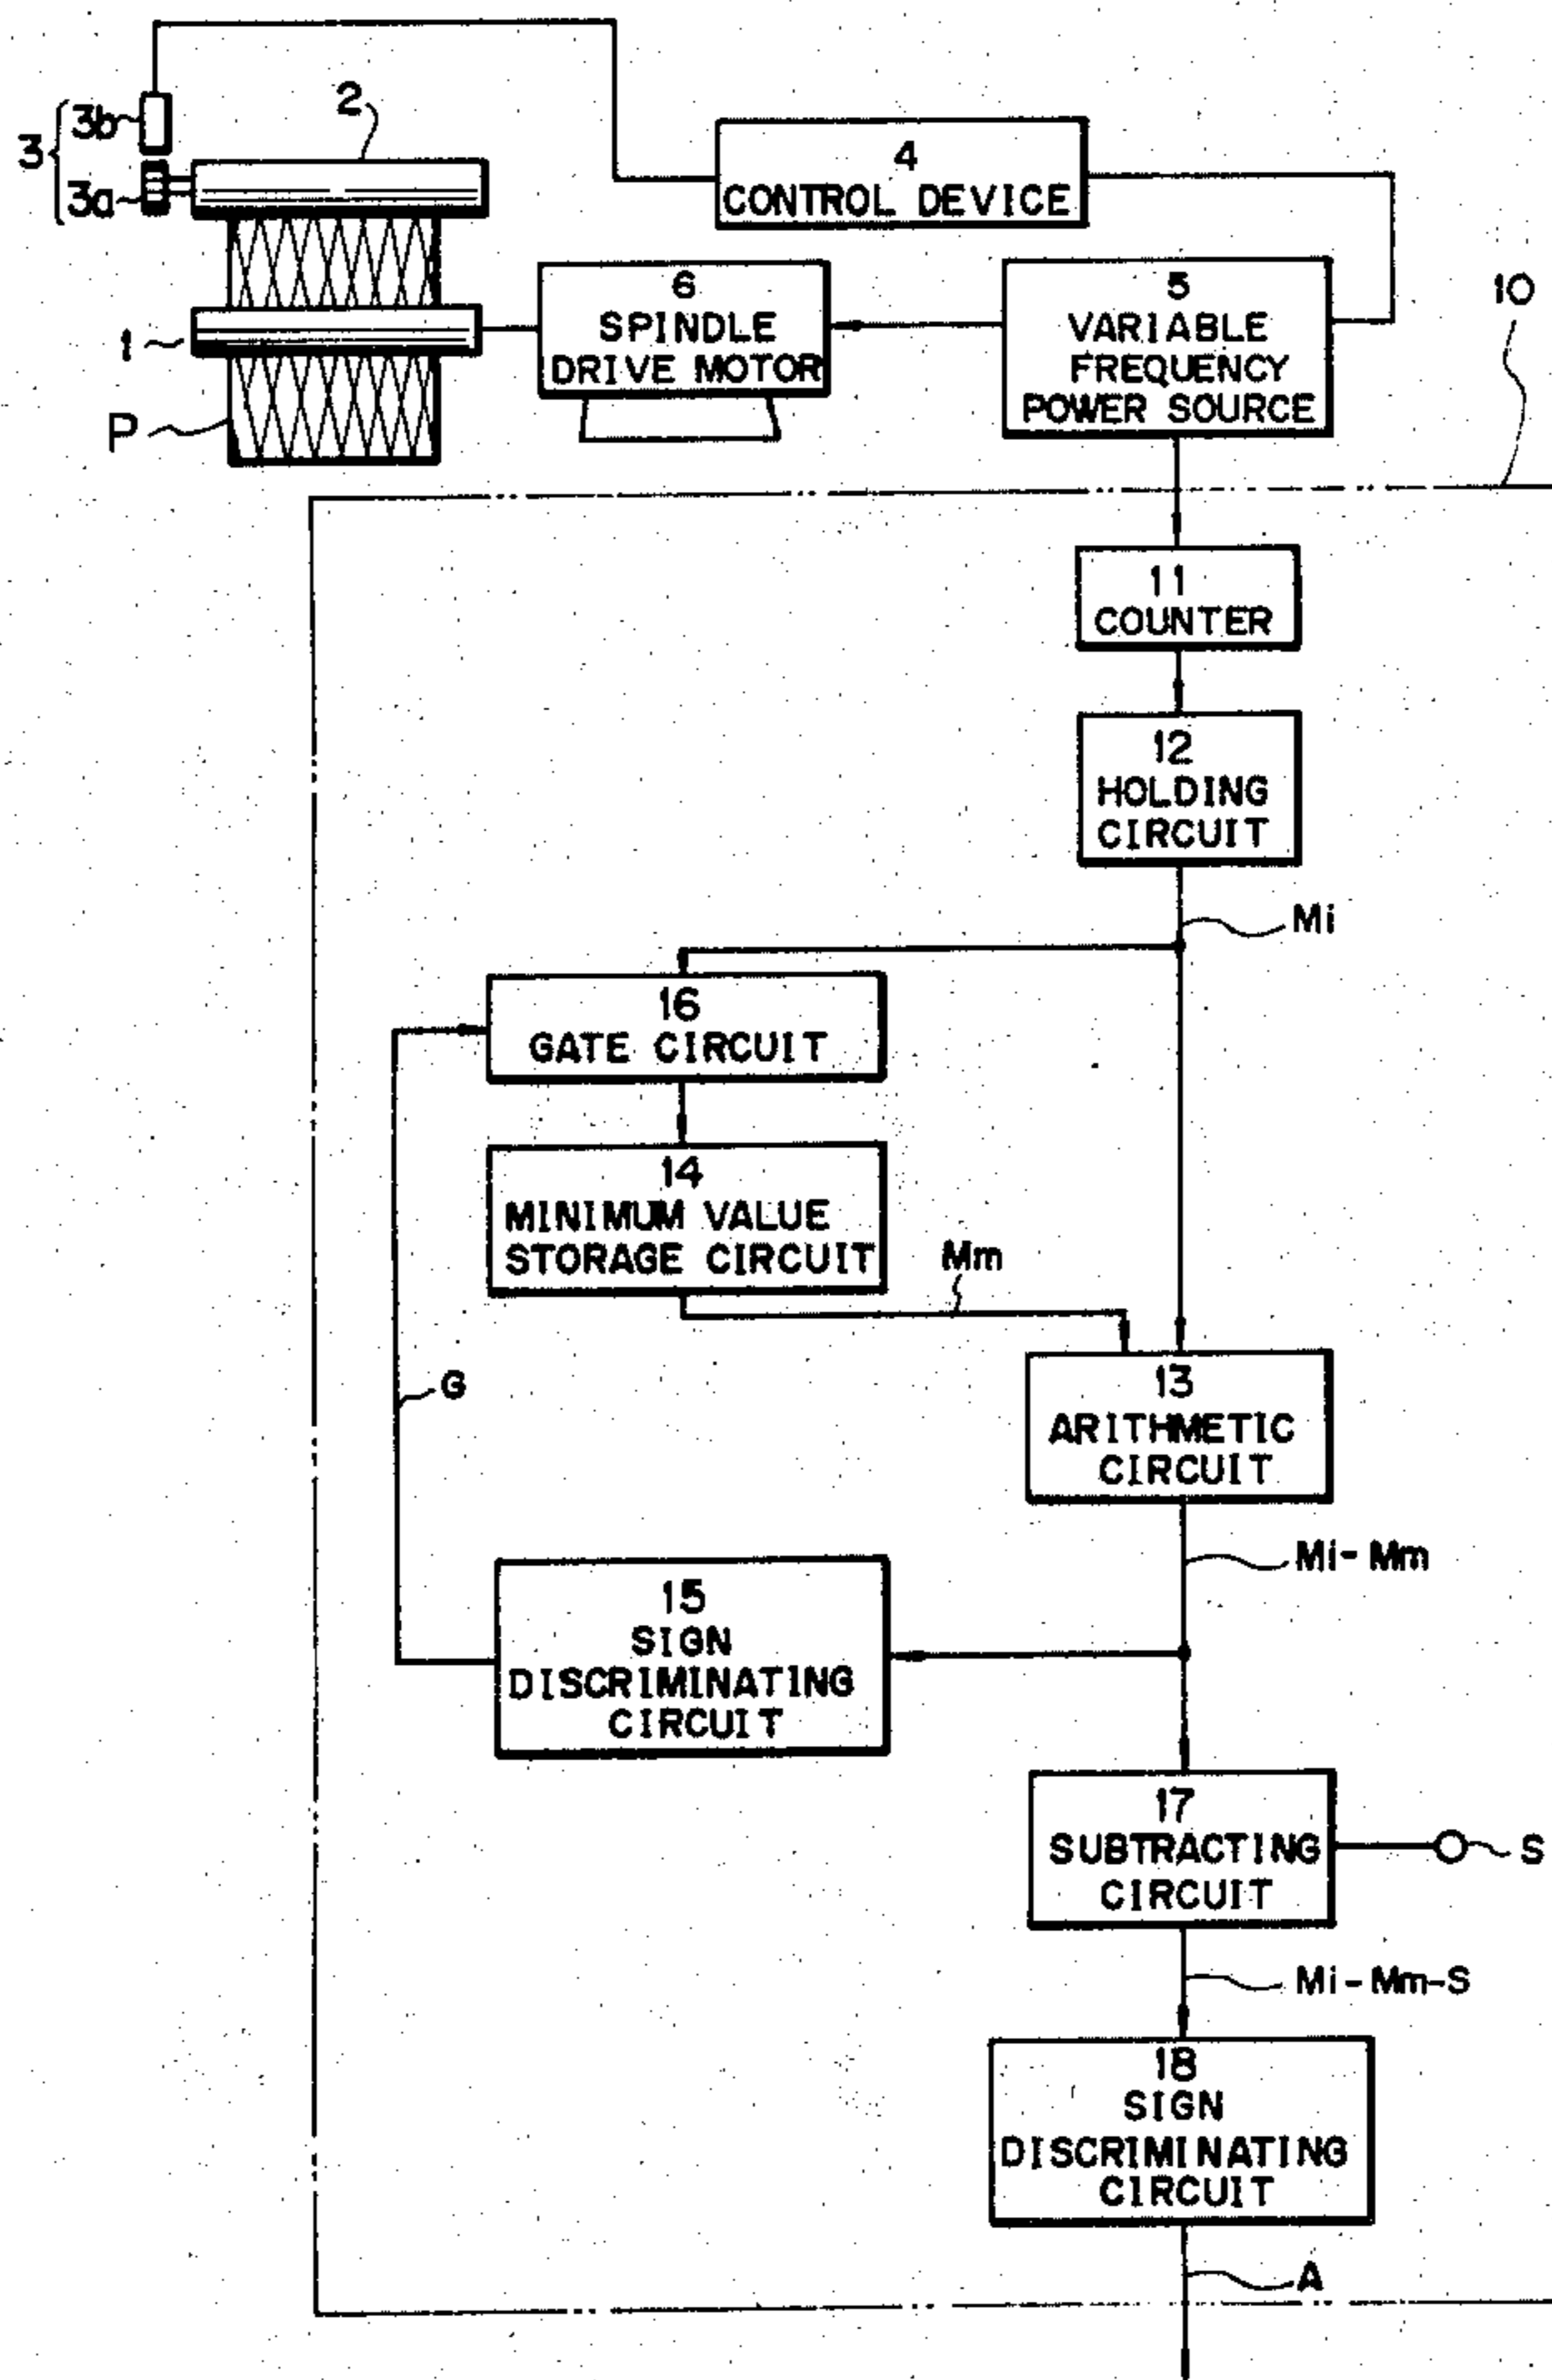 3b
3
3a
2
4
CONTROL DEVICE
1
P
6
SPINDLE
DRIVE MOTOR
5
VARIABLE
FREQUENCY
POWER SOURCE
10
11
COUNTER
12
HOLDING
CIRCUIT
Mi
16
GATE CIRCUIT
14
MINIMUM VALUE
STORAGE CIRCUIT
Mm
G
13
ARITHMETIC
CIRCUIT
Mi-Mm
15
SIGN
DISCRIMINATING
CIRCUIT
17
SUBTRACTING
CIRCUIT
S
Mi-Mm-S
18
SIGN
DISCRIMINATING
CIRCUIT
A